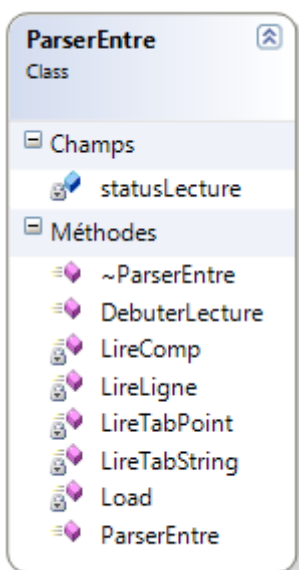 ParserEntre
Class
Champs
statusLecture
Méthodes
~ParserEntre
DebuterLecture
LireComp
LireLigne
LireTabPoint
LireTabString
Load
ParserEntre